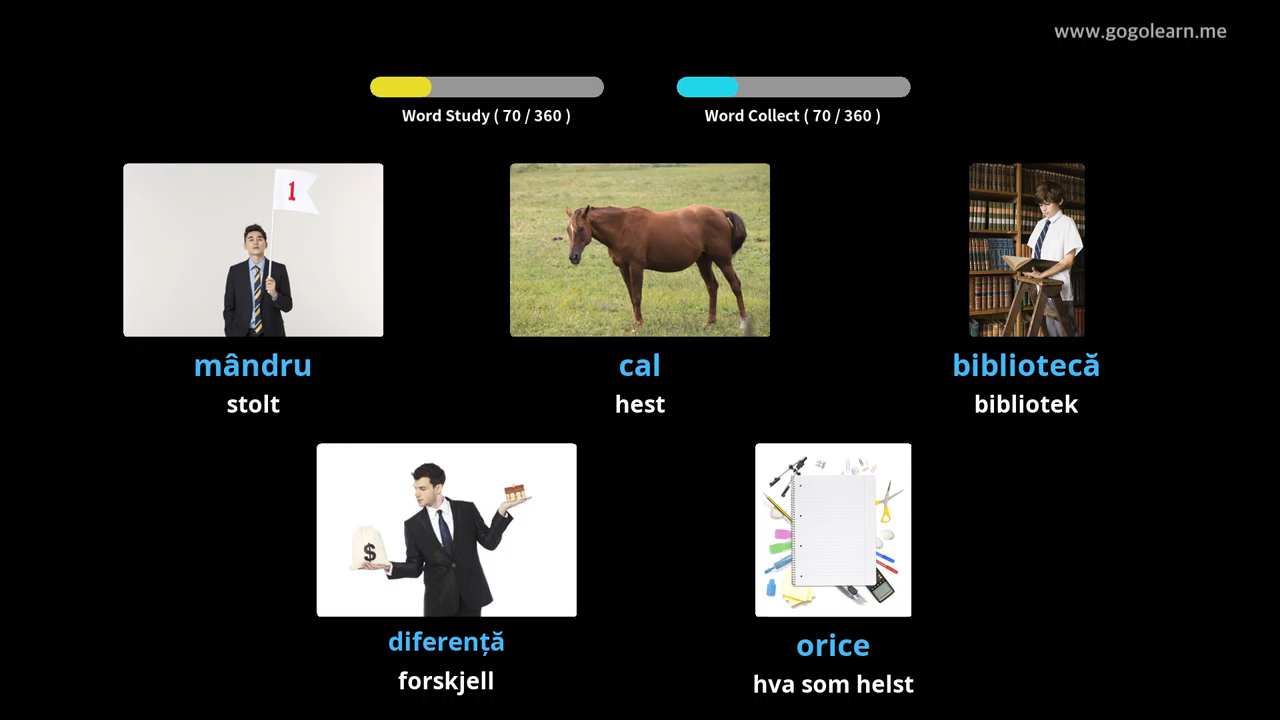 www.gogolearn.me
Word Study ( 70 / 360 )
Word Collect ( 70 / 360 )
1
mândru
stolt
cal
hest
bibliotecă
bibliotek
$
diferență
forskjell
orice
hva som helst